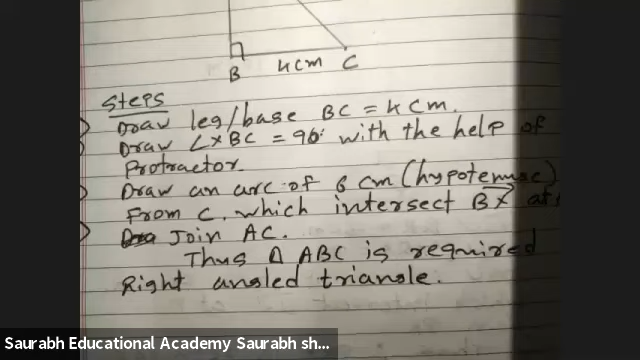 B 4cm C
Steps
Draw leg/base BC = 4cm.
Draw ∠XBC = 90° with the help of
Protractor.
Draw an arc of 6 cm (hypotenuse)
From C, which intersect BX at
Join AC.
Thus Δ ABC is required
Right angled triangle.
Saurabh Educational Academy Saurabh sh...